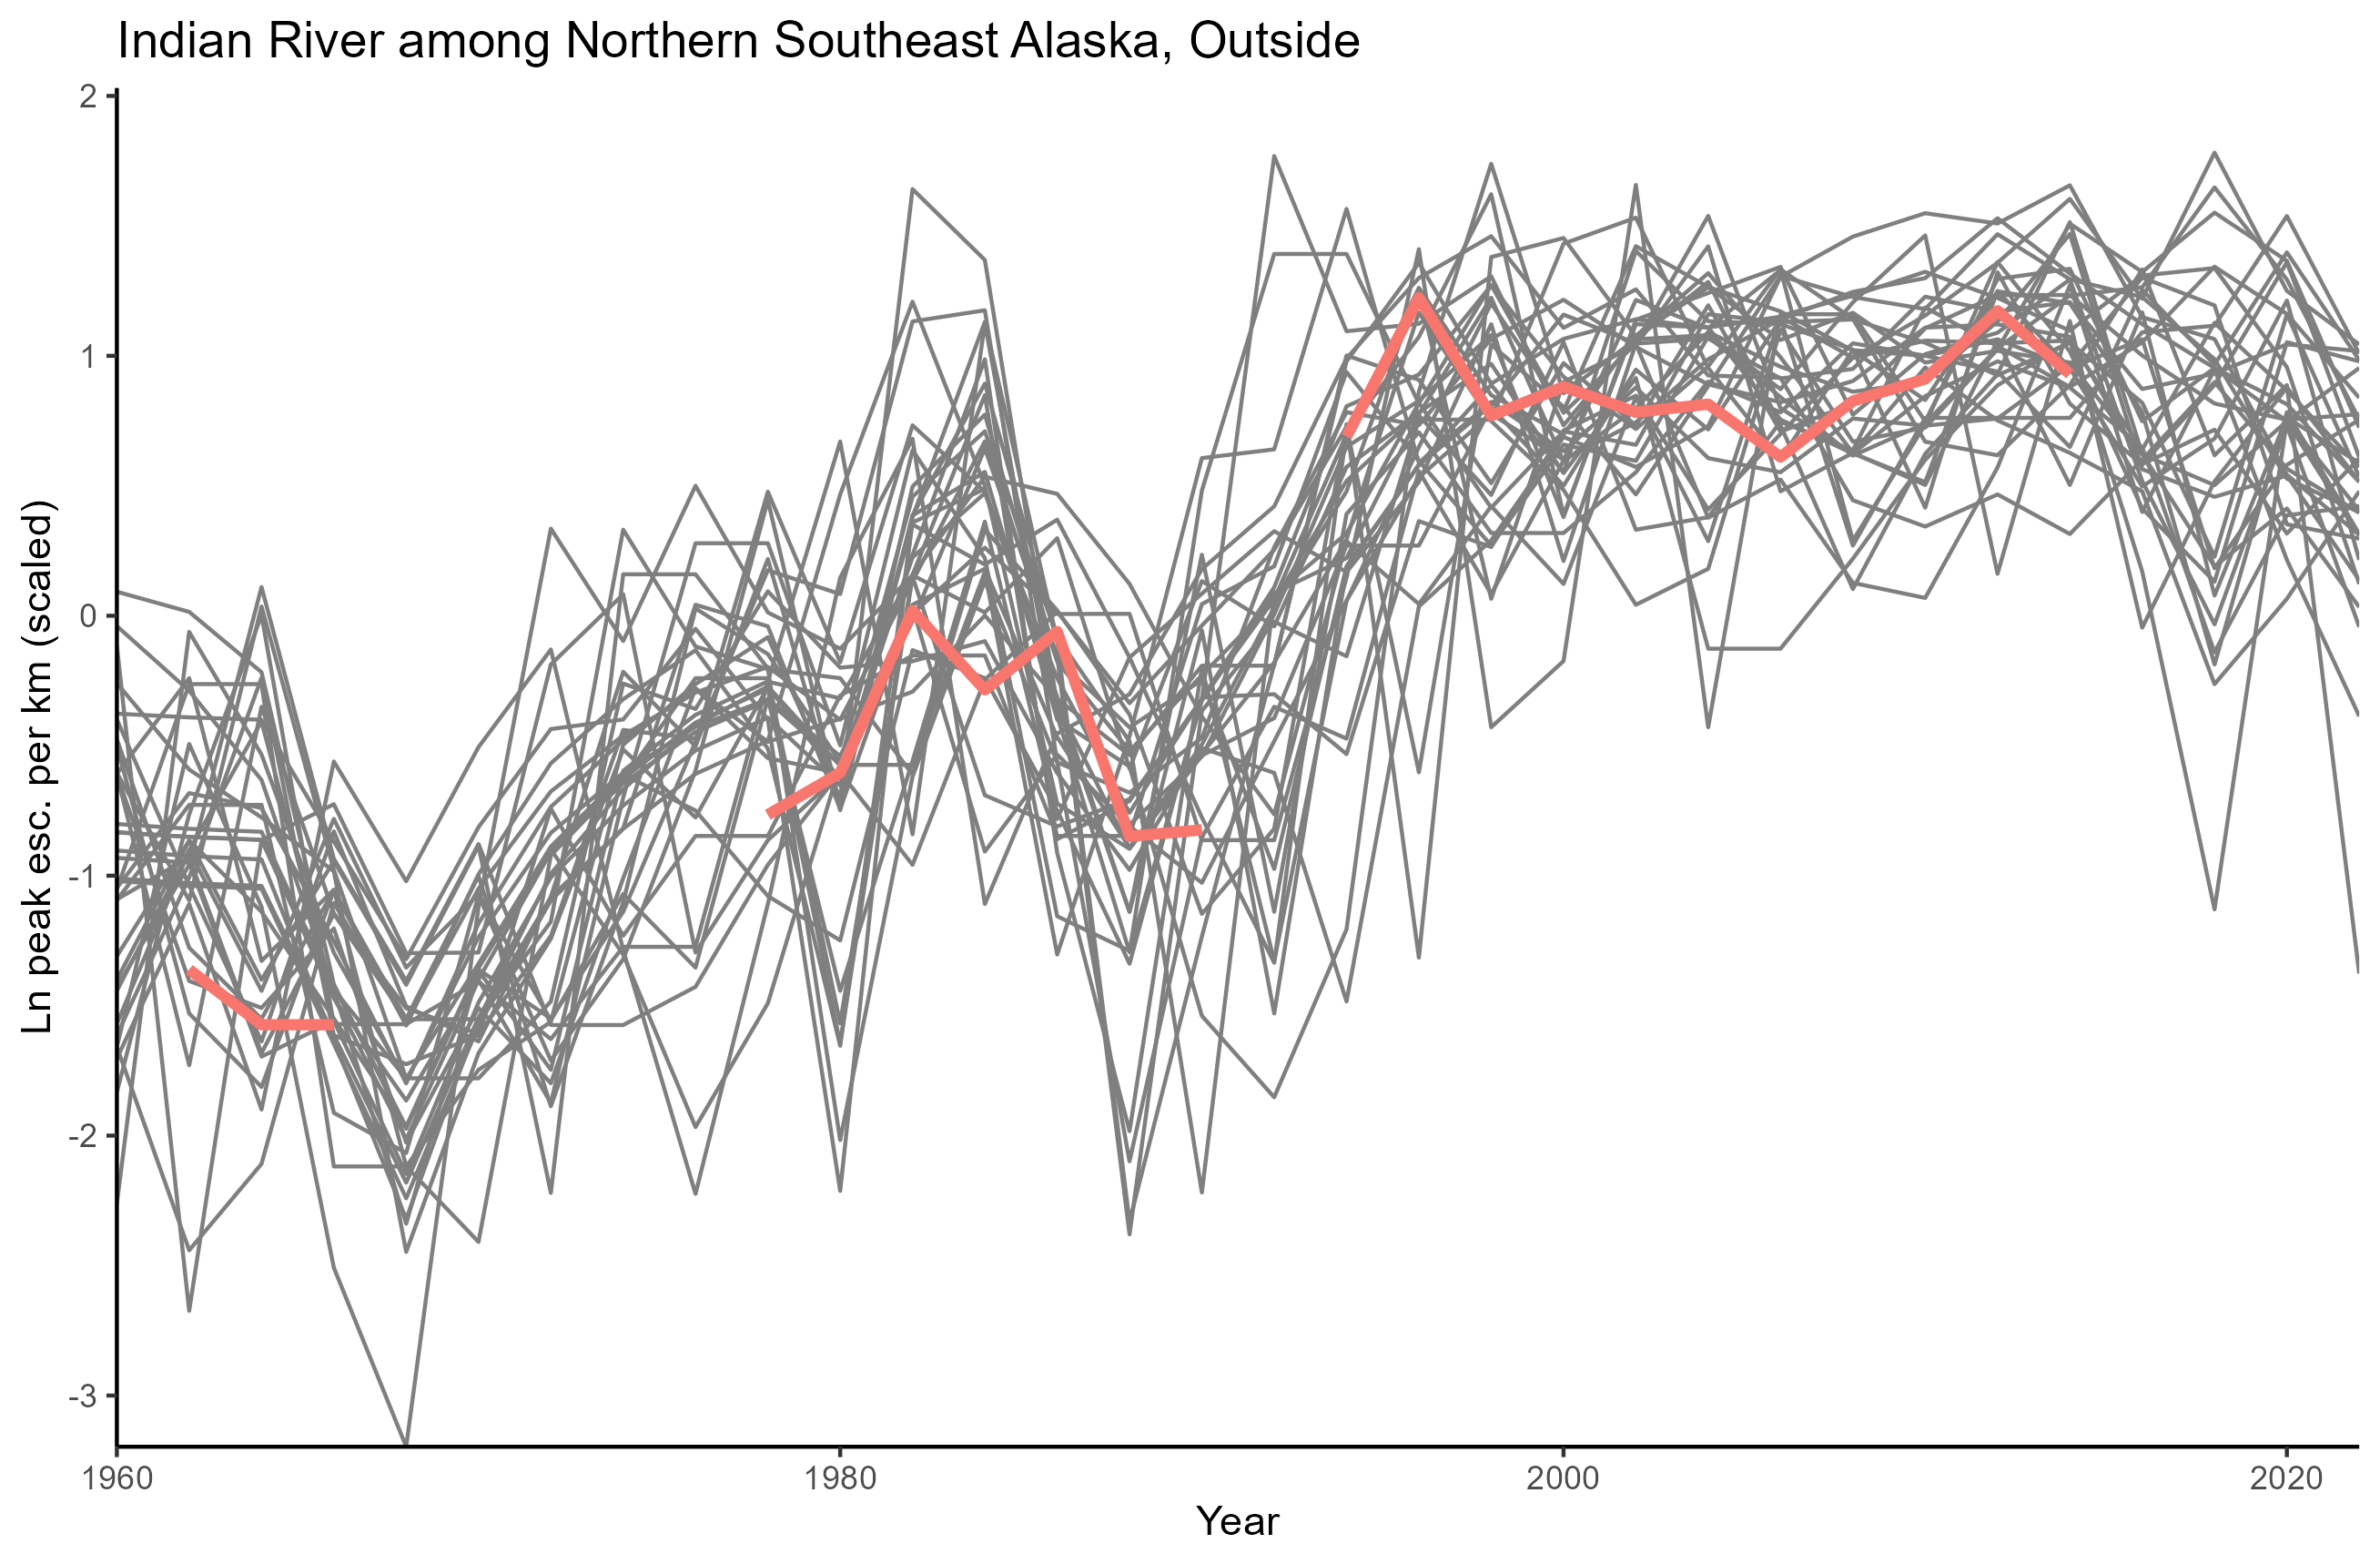 Indian River among Northern Southeast Alaska, Outside
2
1
0
-1
-2
-3
Ln peak esc. per km (scaled)
1960 1980 2000 2020
Year